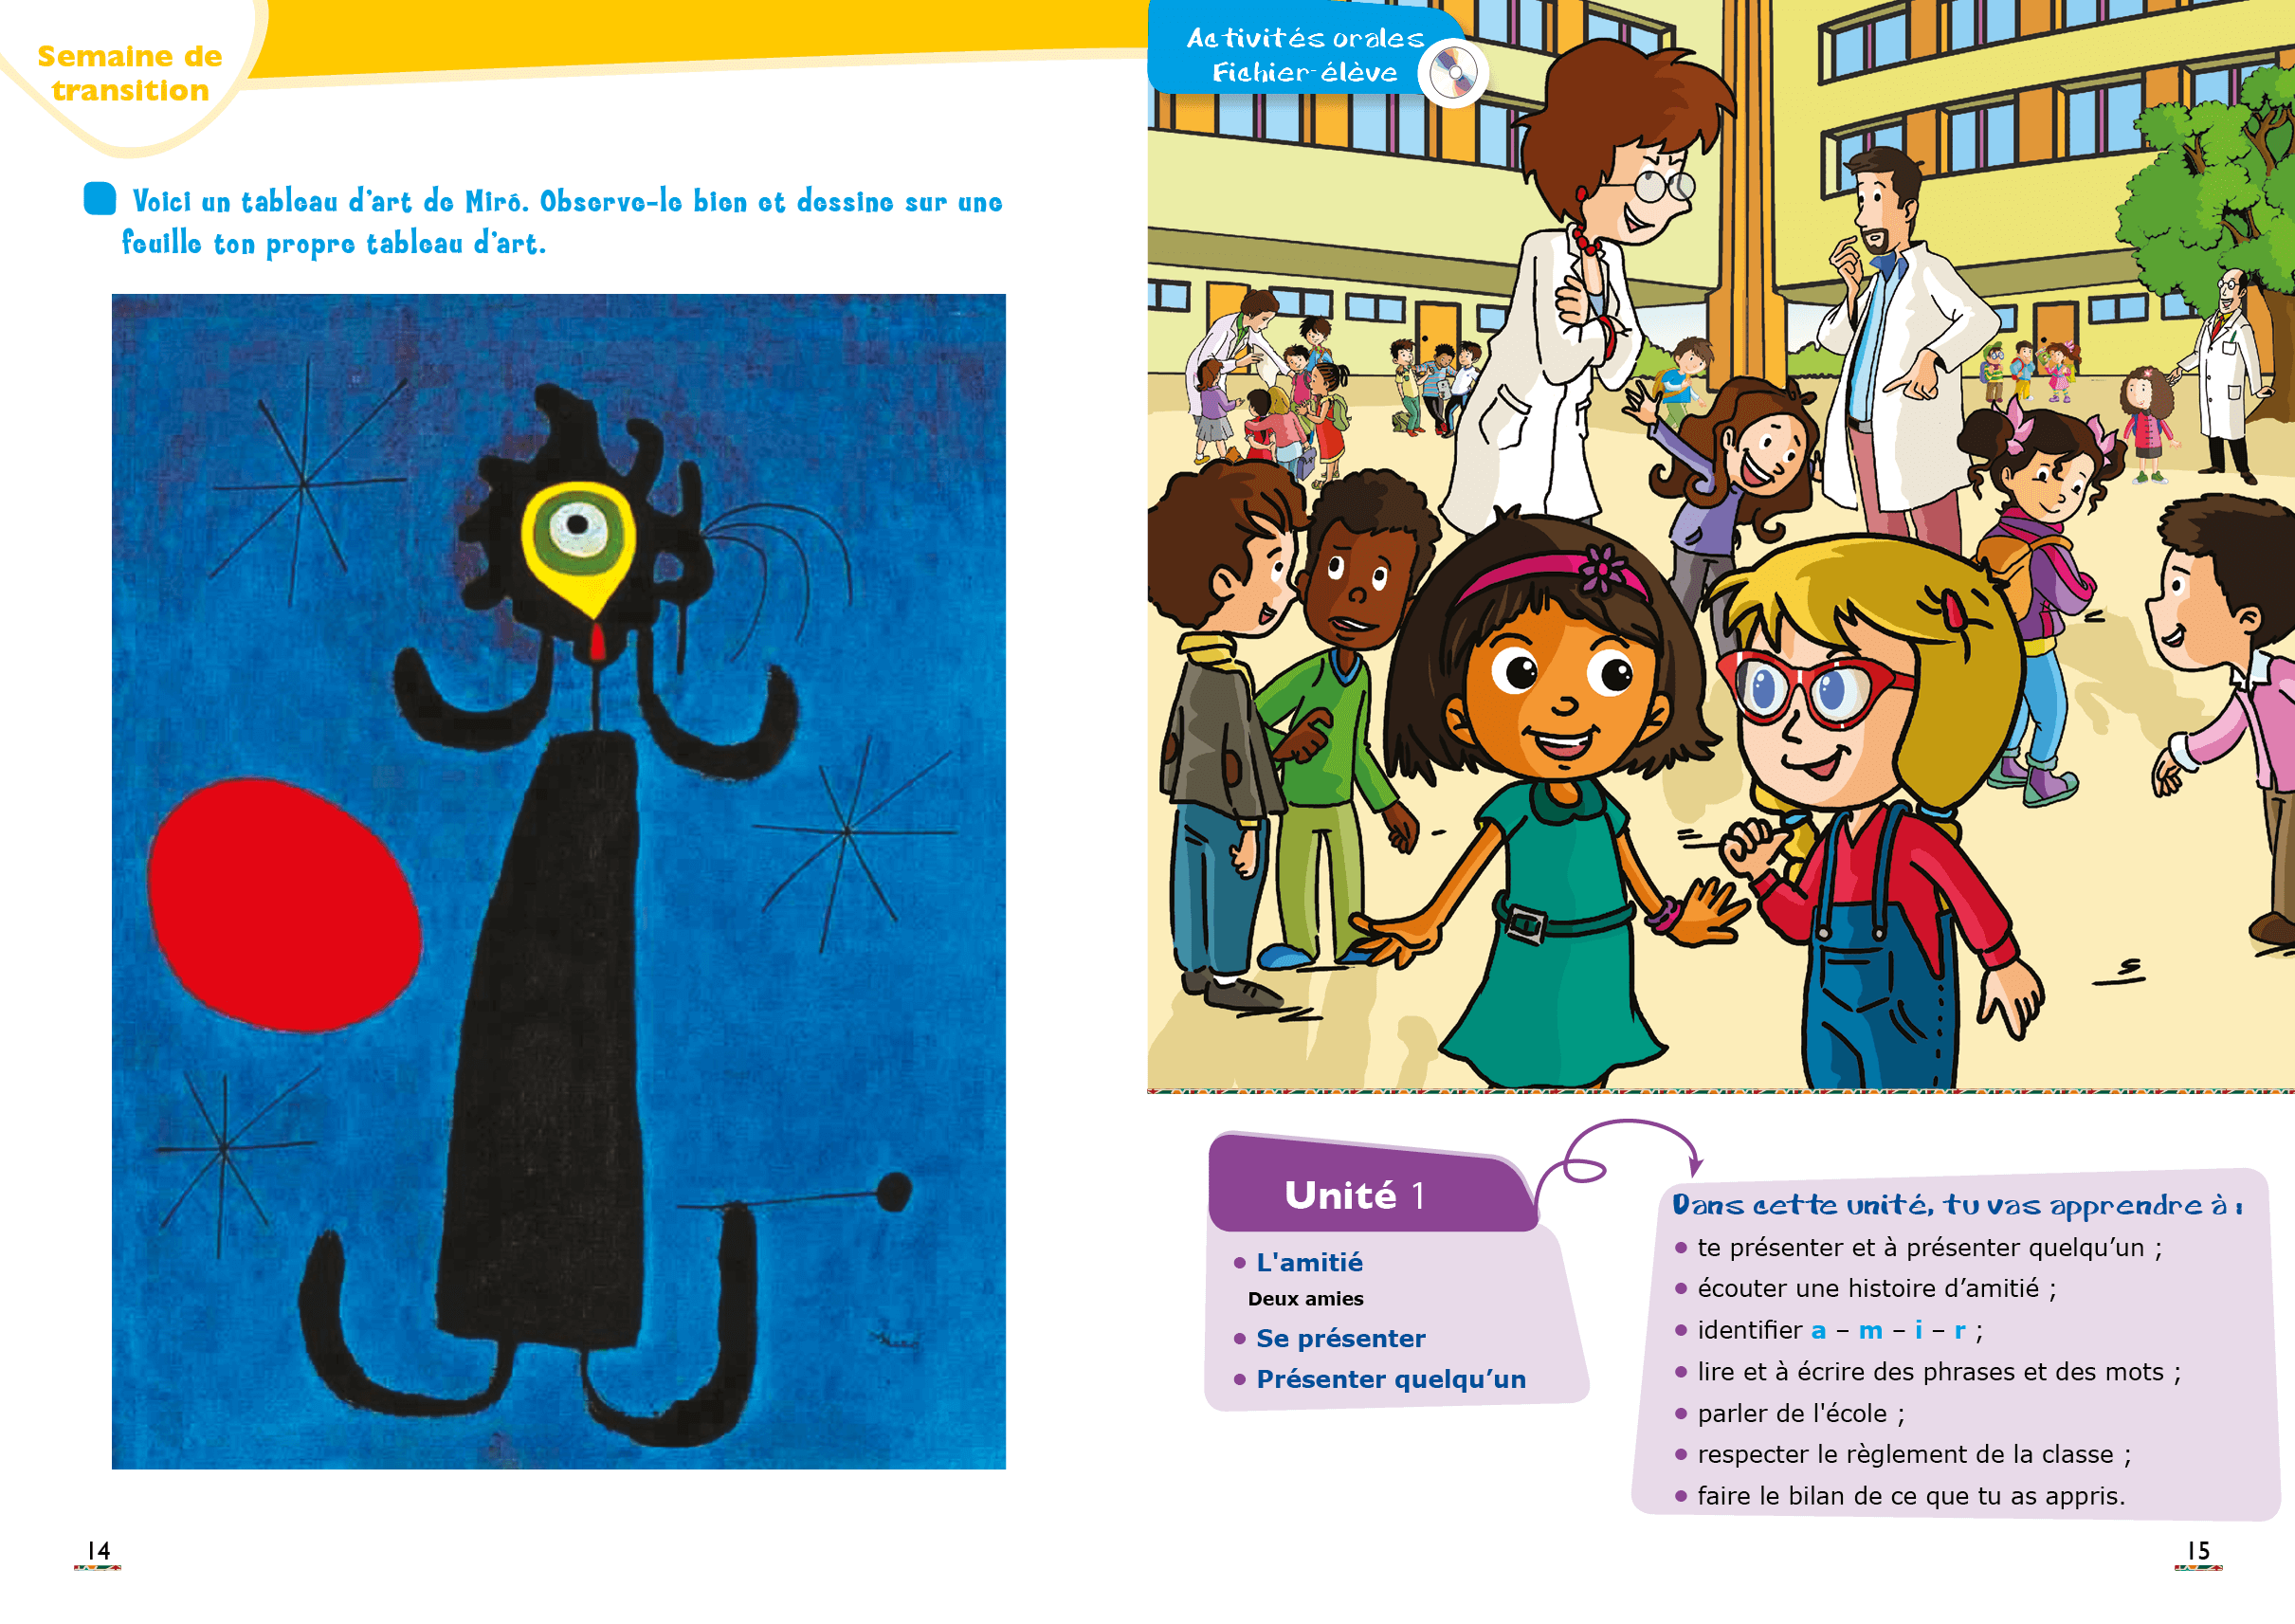 Semaine de
transition
Voici un tableau d’art de Miró. Observe-le bien et dessine sur une
feuille ton propre tableau d’art.
14
Activités orales
Fichier-élève
Unité 1
• L'amitié
Deux amies
• Se présenter
• Présenter quelqu’un
Dans cette unité, tu vas apprendre à :
• te présenter et à présenter quelqu’un ;
• écouter une histoire d’amitié ;
• identifier a – m – i – r ;
• lire et à écrire des phrases et des mots ;
• parler de l'école ;
• respecter le règlement de la classe ;
• faire le bilan de ce que tu as appris.
15